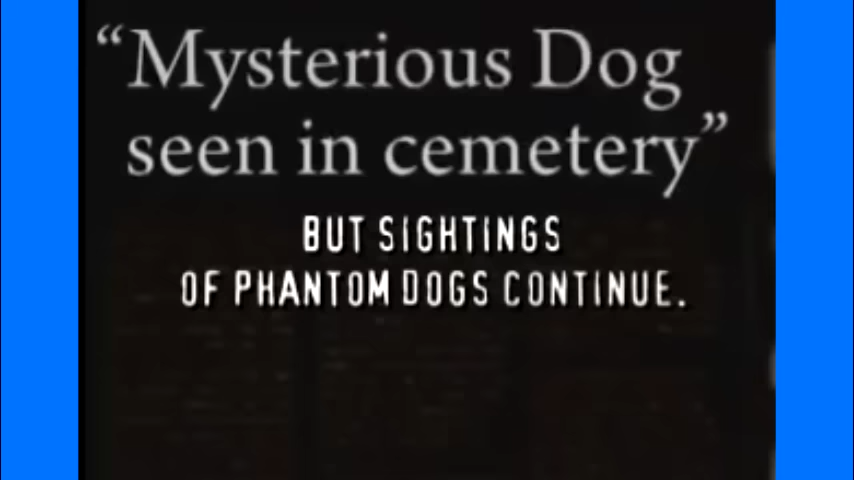 “Mysterious Dog
seen in cemetery”
BUT SIGHTINGS
OF PHANTOM DOGS CONTINUE.